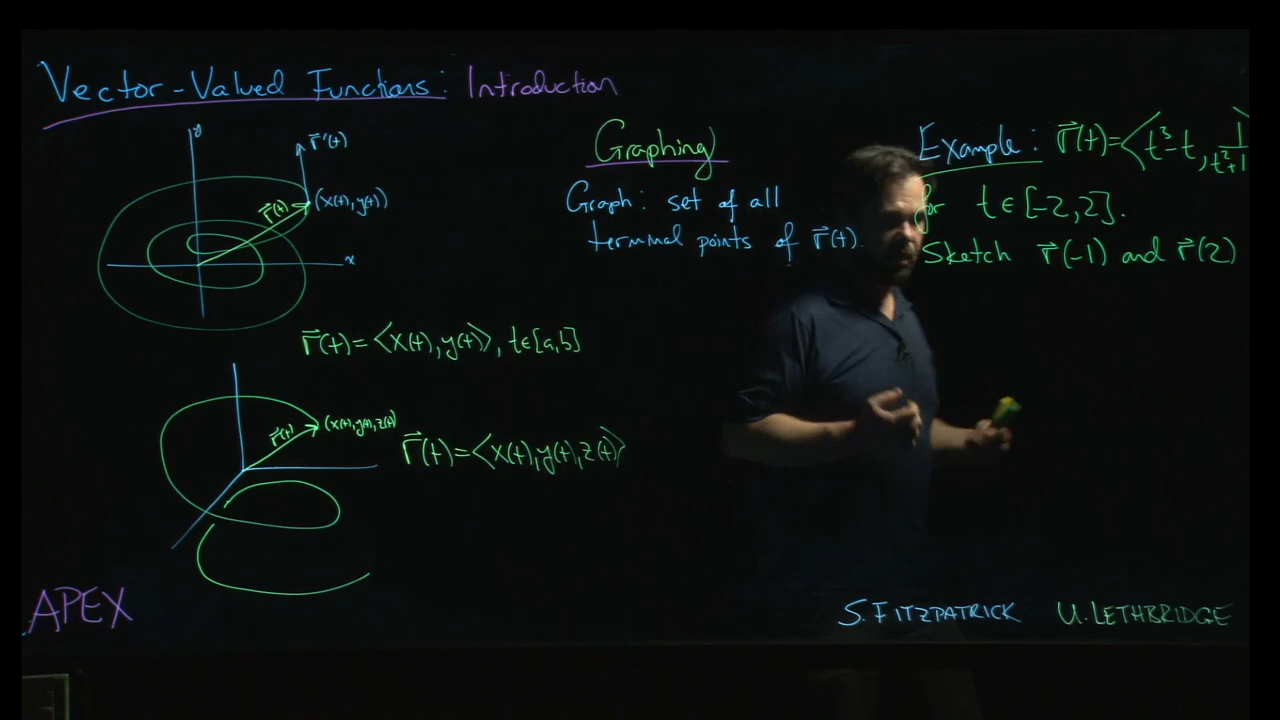 Vector-Valued Functions: Introduction
y
r⃗'(t)
(x(t), y(t))
r⃗(t)
x
r⃗(t) = ⟨x(t), y(t)⟩, t∈[a,b]
(x(t), y(t), z(t))
r⃗(t)
r⃗(t) = ⟨x(t), y(t), z(t)⟩
Graphing
Graph: set of all
terminal points of r⃗(t).
Example: r⃗(t) = ⟨t³-t, 1/(t²+1)⟩
for t∈[-2,2].
Sketch r⃗(-1) and r⃗(2)
APEX
S. FITZPATRICK U. LETHBRIDGE